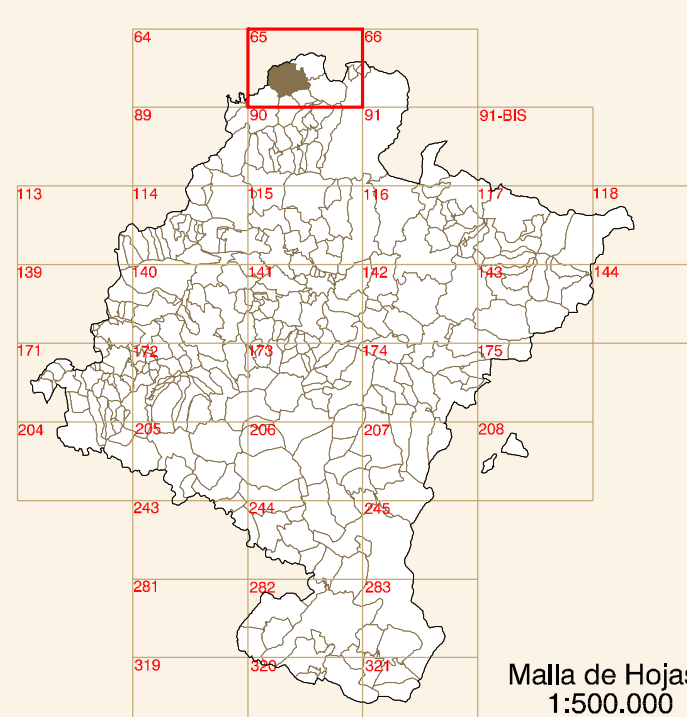 64 65 66
89 90 91 91-BIS
113 114 115 116 117 118
139 140 141 142 143 144
171 172 173 174 175
204 205 206 207 208
243 244 245
281 282 283
319 320 321
Malla de Hojas
1:500.000